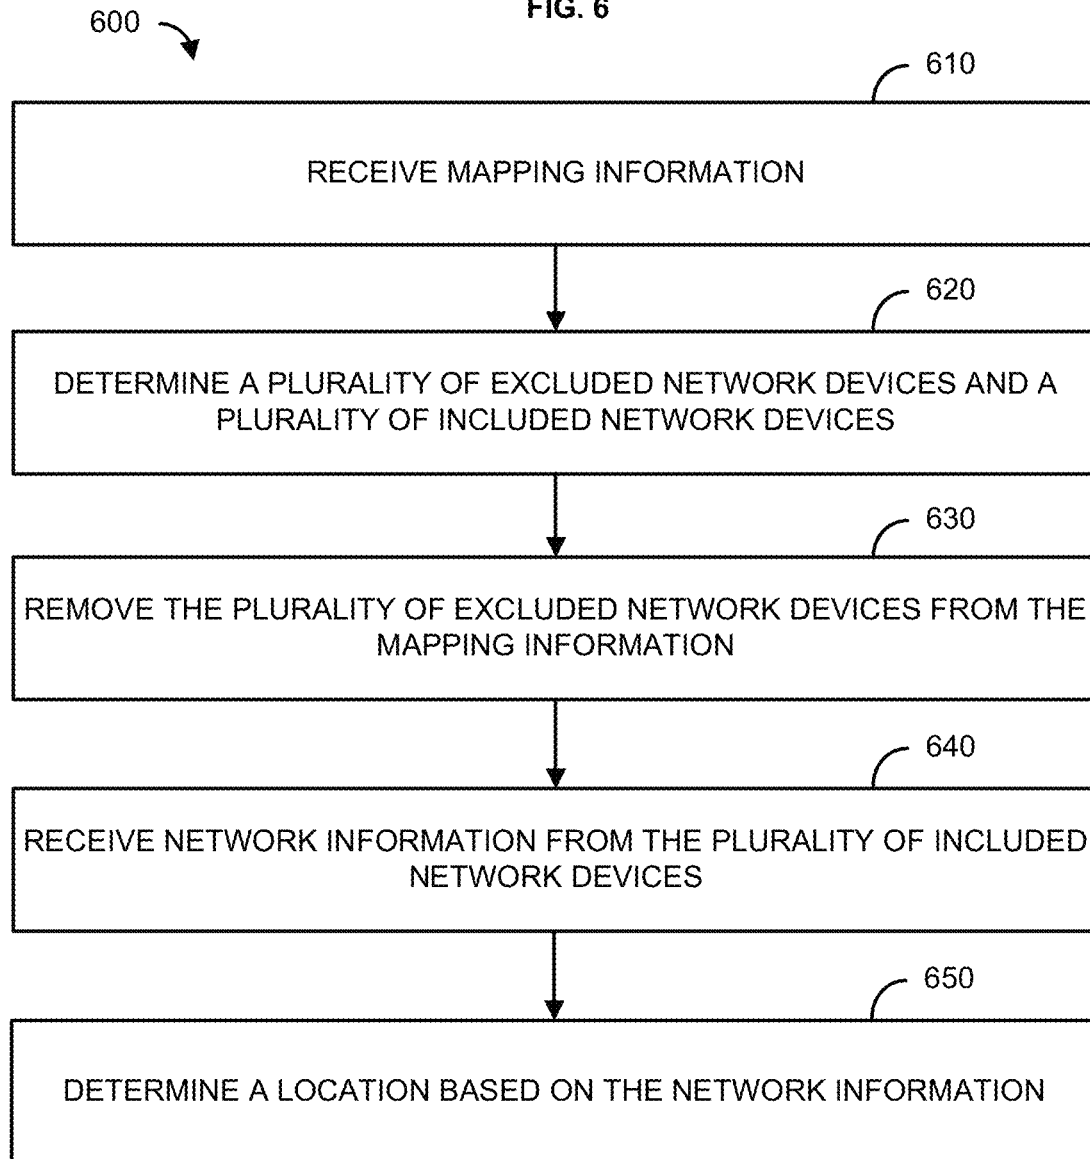 FIG. 6
600
610
RECEIVE MAPPING INFORMATION
620
DETERMINE A PLURALITY OF EXCLUDED NETWORK DEVICES AND A
PLURALITY OF INCLUDED NETWORK DEVICES
630
REMOVE THE PLURALITY OF EXCLUDED NETWORK DEVICES FROM THE
MAPPING INFORMATION
640
RECEIVE NETWORK INFORMATION FROM THE PLURALITY OF INCLUDED
NETWORK DEVICES
650
DETERMINE A LOCATION BASED ON THE NETWORK INFORMATION